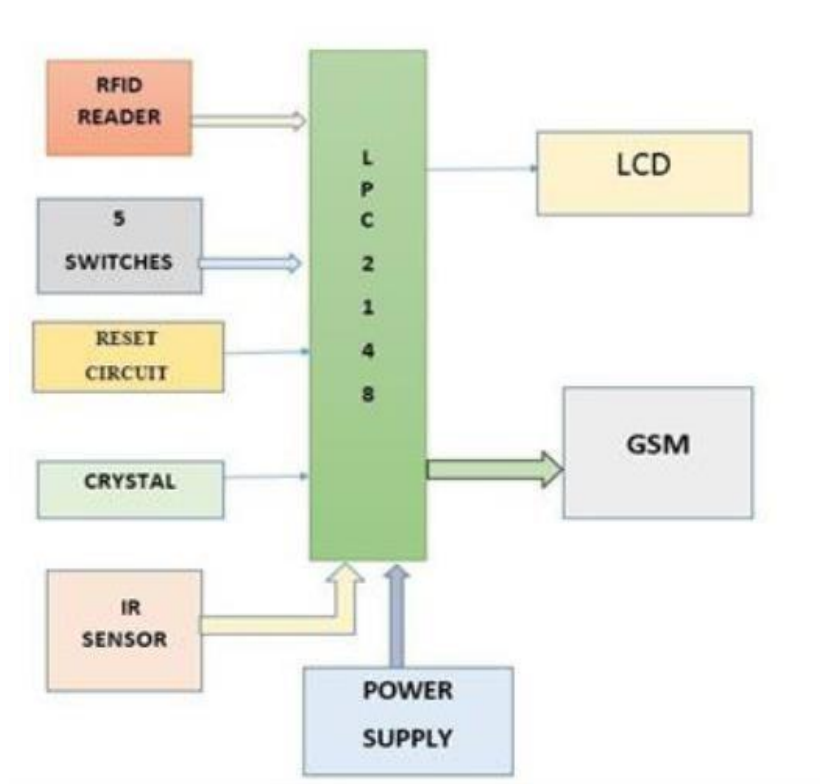 RFID
READER
5
SWITCHES
RESET
CIRCUIT
CRYSTAL
IR
SENSOR
L
P
C
2
1
4
8
POWER
SUPPLY
LCD
GSM